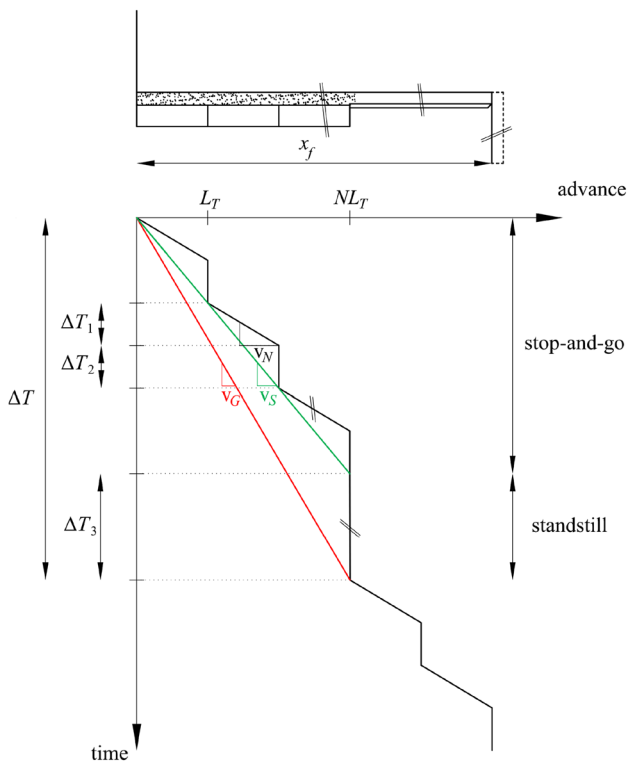 x_f
advance
L_T
NL_T
ΔT_1
v_N
stop-and-go
ΔT_2
v_G
v_S
ΔT
ΔT_3
standstill
time